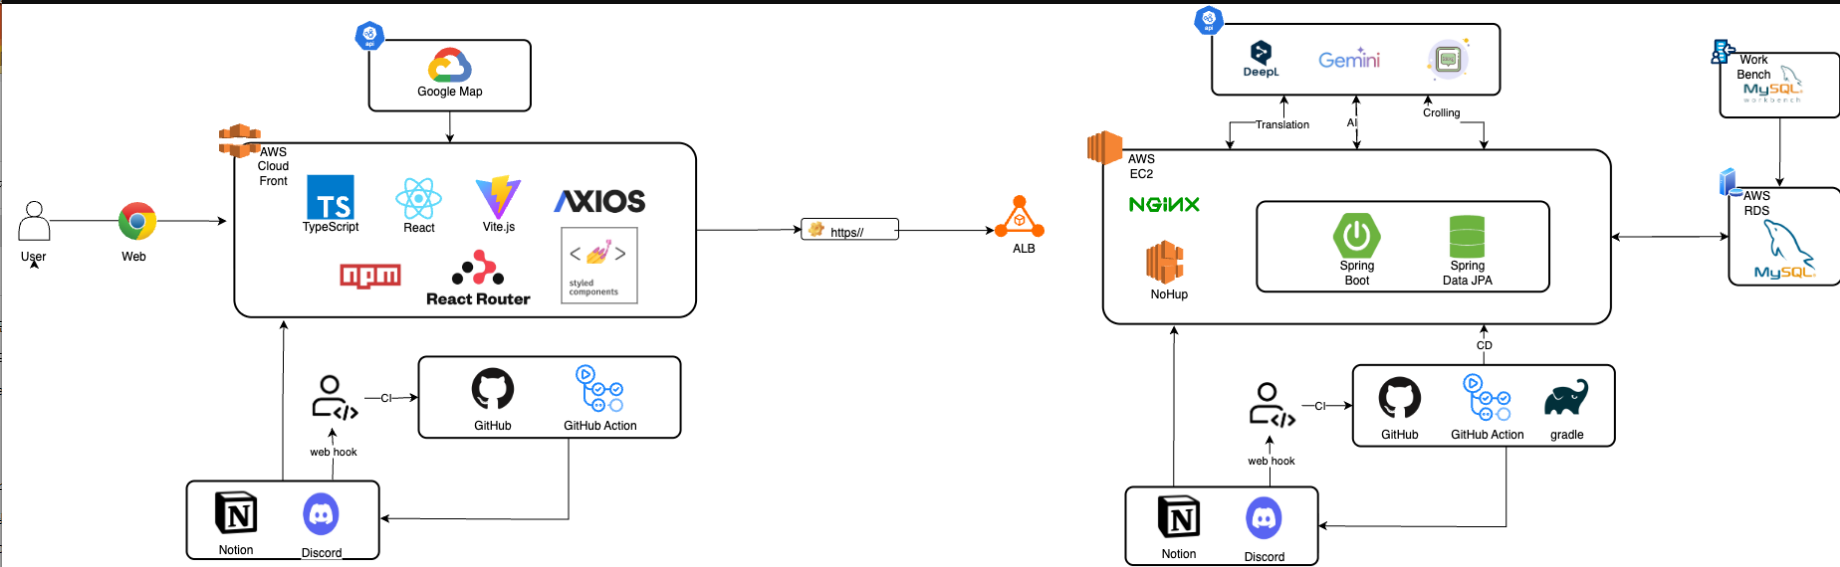 api
Google Map
AWS
Cloud
Front
TS
TypeScript
React
Vite.js
AXIOS
npm
React Router
< >
styled
components
User
Web
https//
ALB
CI
GitHub
GitHub Action
web hook
Notion
Discord
api
DeepL
Gemini
Translation
AI
Crolling
AWS
EC2
NGINX
NoHup
Spring
Boot
Spring
Data JPA
Work
Bench
MySQL
workbench
AWS
RDS
MySQL
CD
CI
GitHub
GitHub Action
gradle
web hook
Notion
Discord